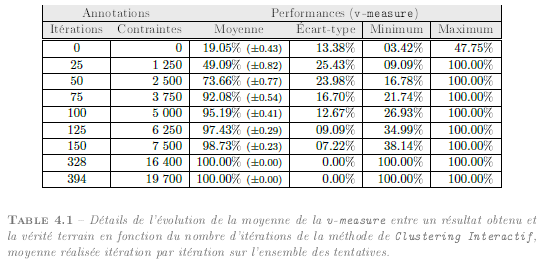 Annotations Performances (v-measure)
Itérations Contraintes Moyenne Écart-type Minimum Maximum
0 0 19.05% (±0.43) 13.38% 03.42% 47.75%
25 1 250 49.09% (±0.82) 25.43% 09.09% 100.00%
50 2 500 73.66% (±0.77) 23.98% 16.78% 100.00%
75 3 750 92.08% (±0.54) 16.70% 21.74% 100.00%
100 5 000 95.19% (±0.41) 12.67% 26.93% 100.00%
125 6 250 97.43% (±0.29) 09.09% 34.99% 100.00%
150 7 500 98.73% (±0.23) 07.22% 38.14% 100.00%
328 16 400 100.00% (±0.00) 0.00% 100.00% 100.00%
394 19 700 100.00% (±0.00) 0.00% 100.00% 100.00%
TABLE 4.1 – Détails de l'évolution de la moyenne de la v-measure entre un résultat obtenu et
la vérité terrain en fonction du nombre d'itérations de la méthode de Clustering Interactif,
moyenne réalisée itération par itération sur l'ensemble des tentatives.